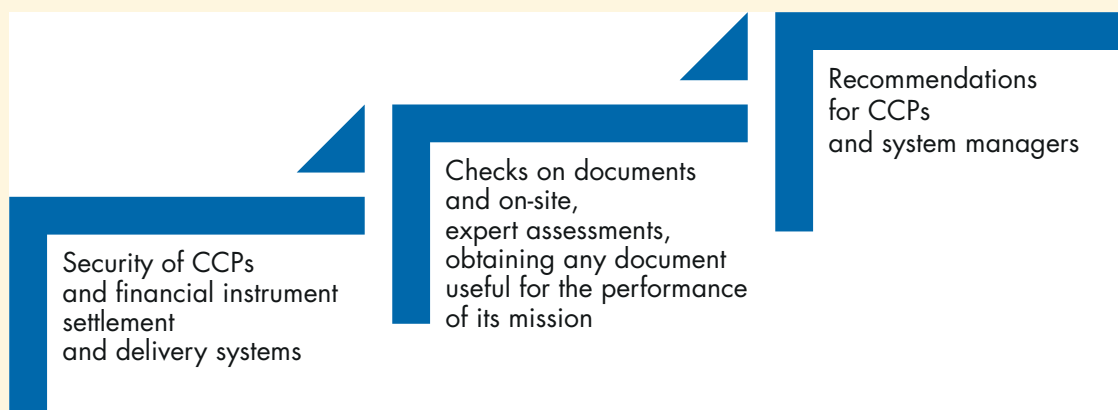 Security of CCPs
and financial instrument
settlement
and delivery systems
Checks on documents
and on-site,
expert assessments,
obtaining any document
useful for the performance
of its mission
Recommendations
for CCPs
and system managers